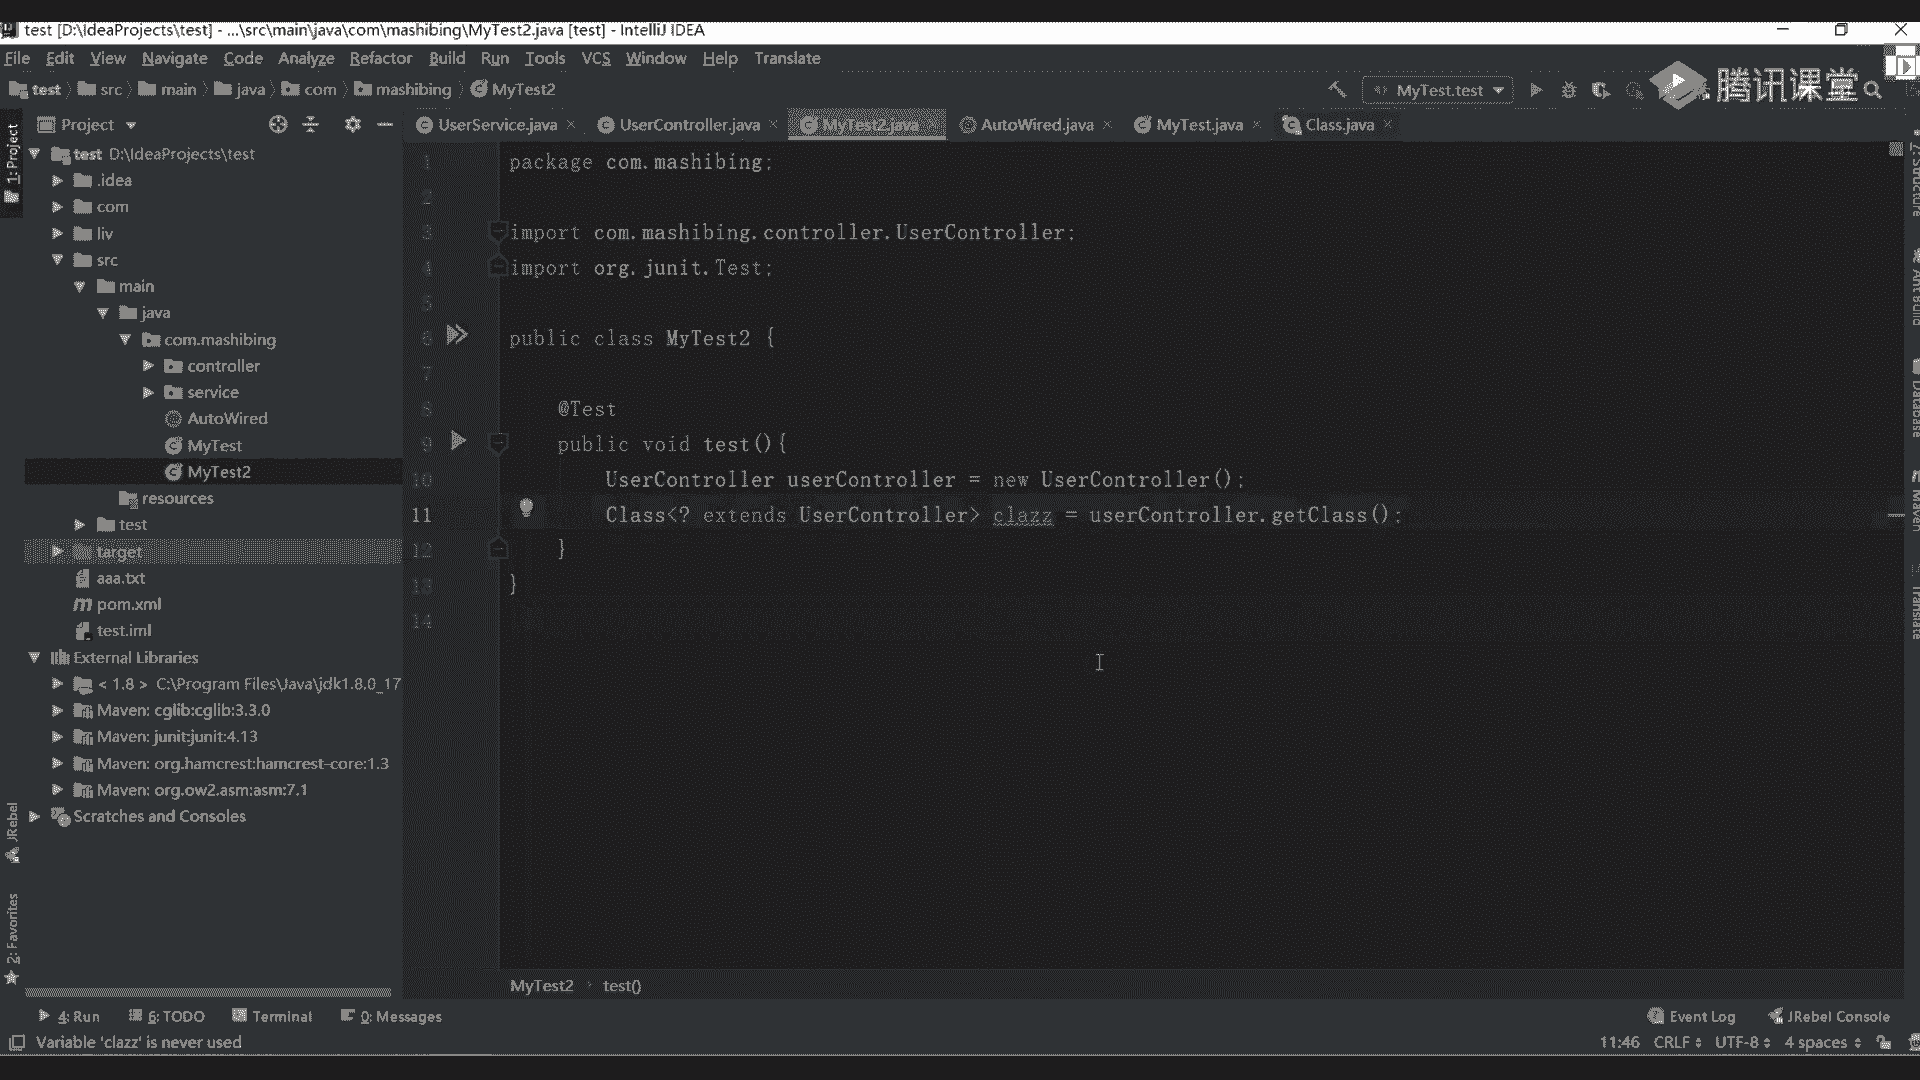 test [D:\IdeaProjects\test] - ...\src\main\java\com\mashibing\MyTest2.java [test] - IntelliJ IDEA
File Edit View Navigate Code Analyze Refactor Build Run Tools VCS Window Help Translate
test src main java com mashibing MyTest2
MyTest.test
腾讯课堂
Project
UserService.java UserController.java MyTest2.java AutoWired.java MyTest.java Class.java
1: Project
test D:\IdeaProjects\test
.idea
com
liv
src
main
java
com.mashibing
controller
service
AutoWired
MyTest
MyTest2
resources
test
target
aaa.txt
pom.xml
test.iml
External Libraries
< 1.8 > C:\Program Files\Java\jdk1.8.0_17
Maven: cglib:cglib:3.3.0
Maven: junit:junit:4.13
Maven: org.hamcrest:hamcrest-core:1.3
Maven: org.ow2.asm:asm:7.1
Scratches and Consoles
JRebel
2: Favorites
1 package com.mashibing;
2
3 import com.mashibing.controller.UserController;
4 import org.junit.Test;
5
6 public class MyTest2 {
7
8 @Test
9 public void test(){
10 UserController userController = new UserController();
11 Class<? extends UserController> clazz = userController.getClass();
12 }
13 }
14
MyTest2 test()
Z: Structure
Ant Build
Database
Maven
Translate
4: Run 6: TODO Terminal 0: Messages
Event Log JRebel Console
Variable 'clazz' is never used
11:46 CRLF UTF-8 4 spaces